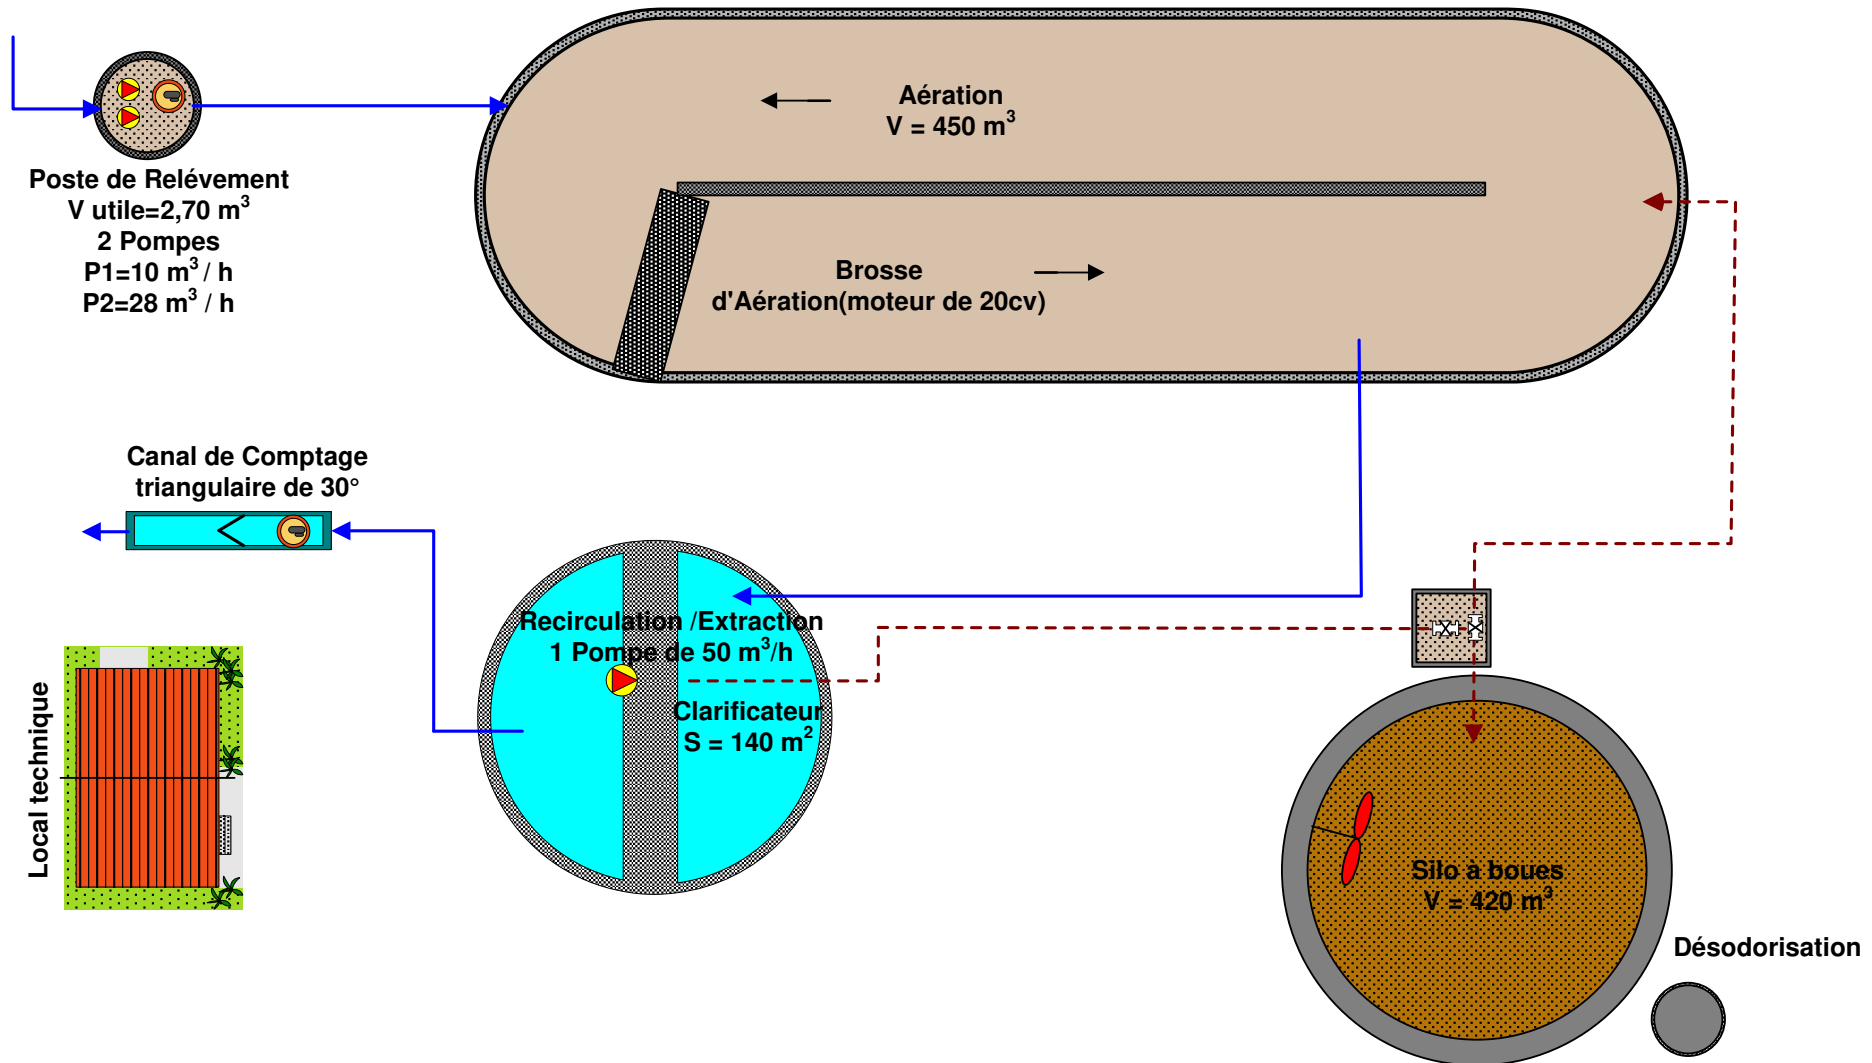 Aération
V = 450 m³
Poste de Relévement
V utile=2,70 m³
2 Pompes
P1=10 m³ / h
P2=28 m³ / h
Brosse
d'Aération(moteur de 20cv)
Canal de Comptage
triangulaire de 30°
Recirculation /Extraction
1 Pompe de 50 m³/h
Clarificateur
S = 140 m²
Local technique
Silo à boues
V = 420 m³
Désodorisation